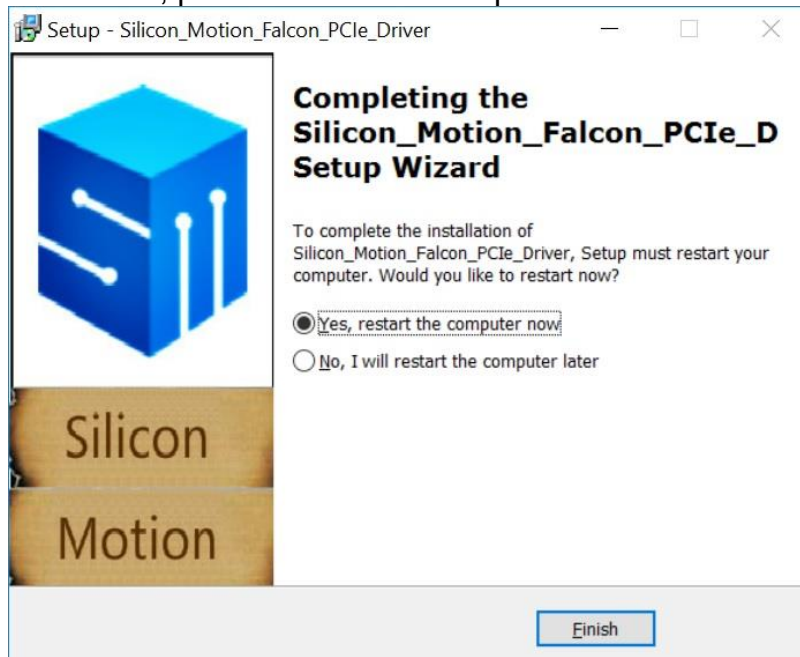 Setup - Silicon_Motion_Falcon_PCIe_Driver
Completing the
Silicon_Motion_Falcon_PCIe_D
Setup Wizard
To complete the installation of
Silicon_Motion_Falcon_PCIe_Driver, Setup must restart your
computer. Would you like to restart now?
Yes, restart the computer now
No, I will restart the computer later
Silicon
Motion
Finish